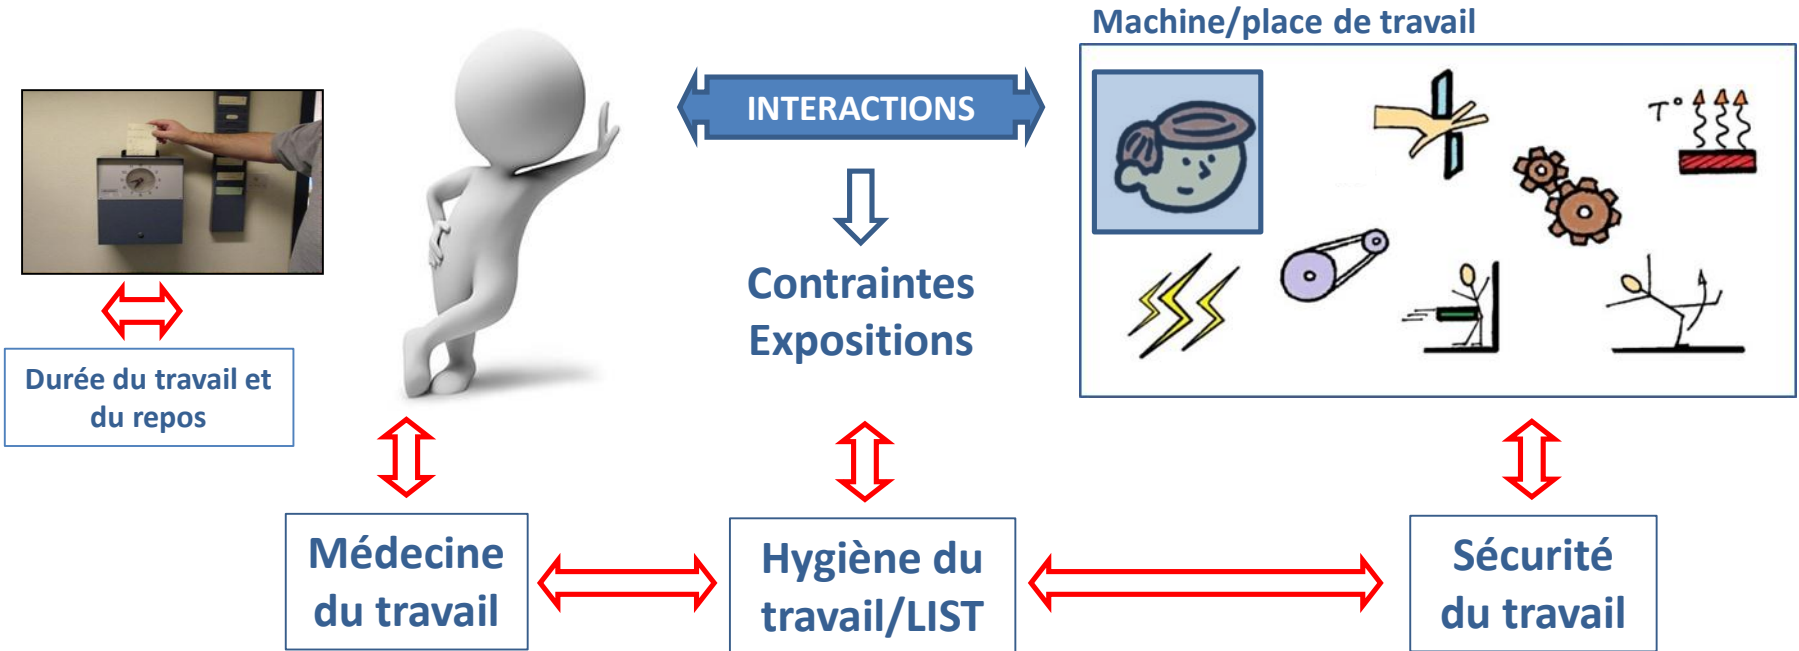 Machine/place de travail
INTERACTIONS
T°
Contraintes
Expositions
Durée du travail et
du repos
Médecine
du travail
Hygiène du
travail/LIST
Sécurité
du travail